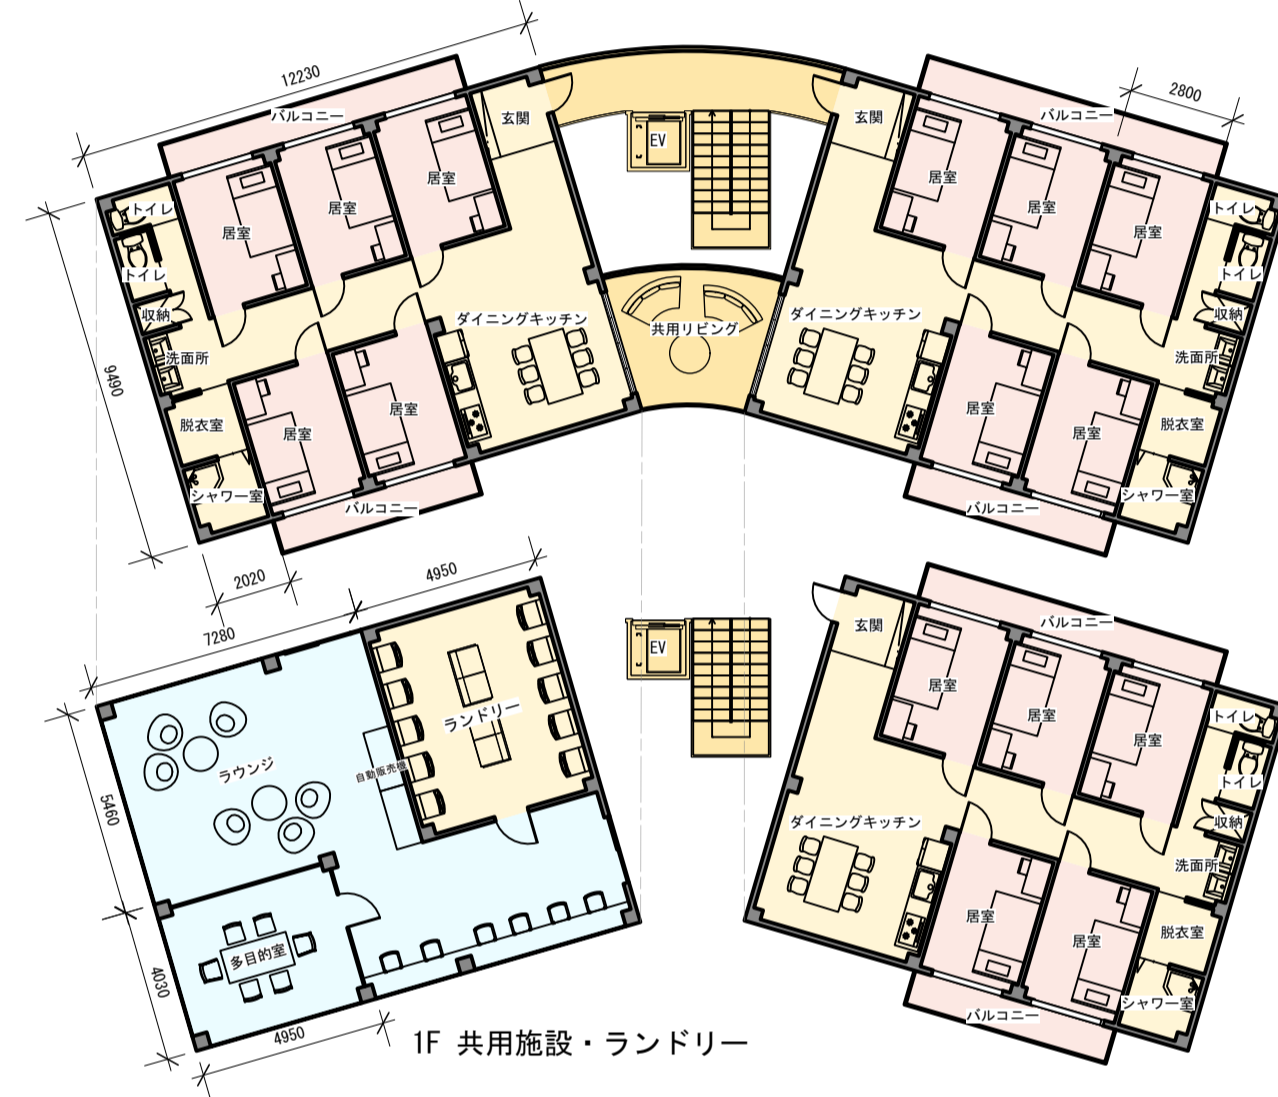 12230
2800
バルコニー
バルコニー
玄関
EV
玄関
居室
居室
居室
居室
居室
居室
トイレ
トイレ
トイレ
トイレ
収納
収納
ダイニングキッチン
共用リビング
ダイニングキッチン
洗面所
洗面所
9490
居室
居室
居室
居室
脱衣室
脱衣室
シャワー室
シャワー室
バルコニー
バルコニー
2020
4950
7280
バルコニー
玄関
EV
居室
居室
居室
トイレ
トイレ
ランドリー
ラウンジ
自動販売機
5460
収納
ダイニングキッチン
洗面所
居室
居室
脱衣室
多目的室
シャワー室
4030
バルコニー
4950
1F 共用施設・ランドリー